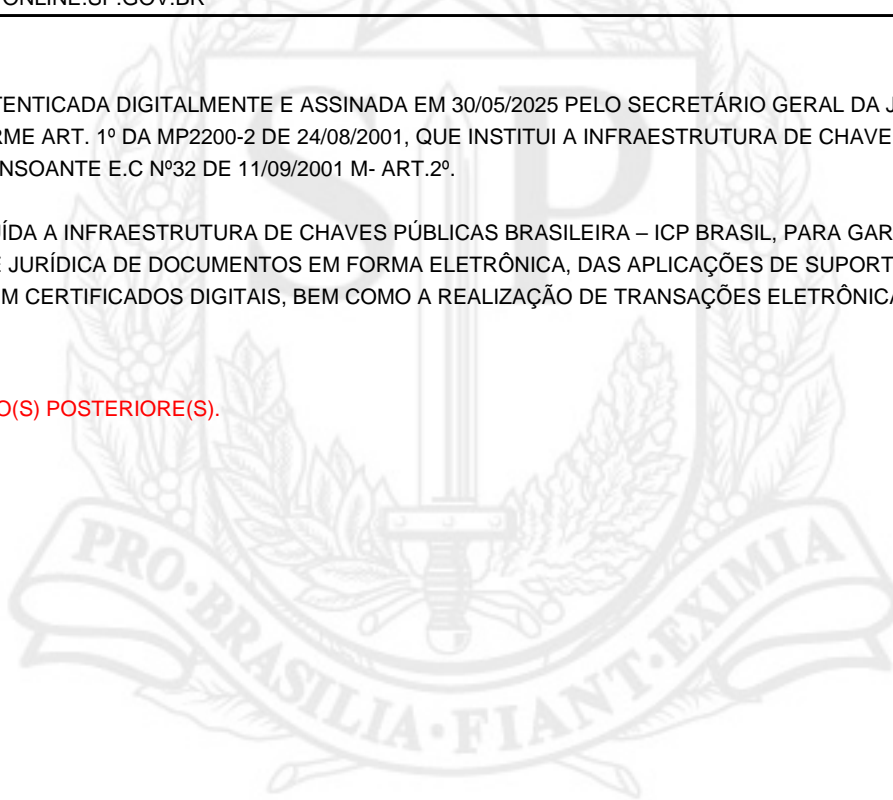 ONLINE.SP.GOV.BR
TENTICADA DIGITALMENTE E ASSINADA EM 30/05/2025 PELO SECRETÁRIO GERAL DA J
RME ART. 1º DA MP2200-2 DE 24/08/2001, QUE INSTITUI A INFRAESTRUTURA DE CHAVE
NSOANTE E.C Nº32 DE 11/09/2001 M- ART.2º.
UÍDA A INFRAESTRUTURA DE CHAVES PÚBLICAS BRASILEIRA – ICP BRASIL, PARA GAR
E JURÍDICA DE DOCUMENTOS EM FORMA ELETRÔNICA, DAS APLICAÇÕES DE SUPORT
M CERTIFICADOS DIGITAIS, BEM COMO A REALIZAÇÃO DE TRANSAÇÕES ELETRÔNICA
O(S) POSTERIORE(S).
SP
PRO·BRASILIA·FIANT·EXIMIA